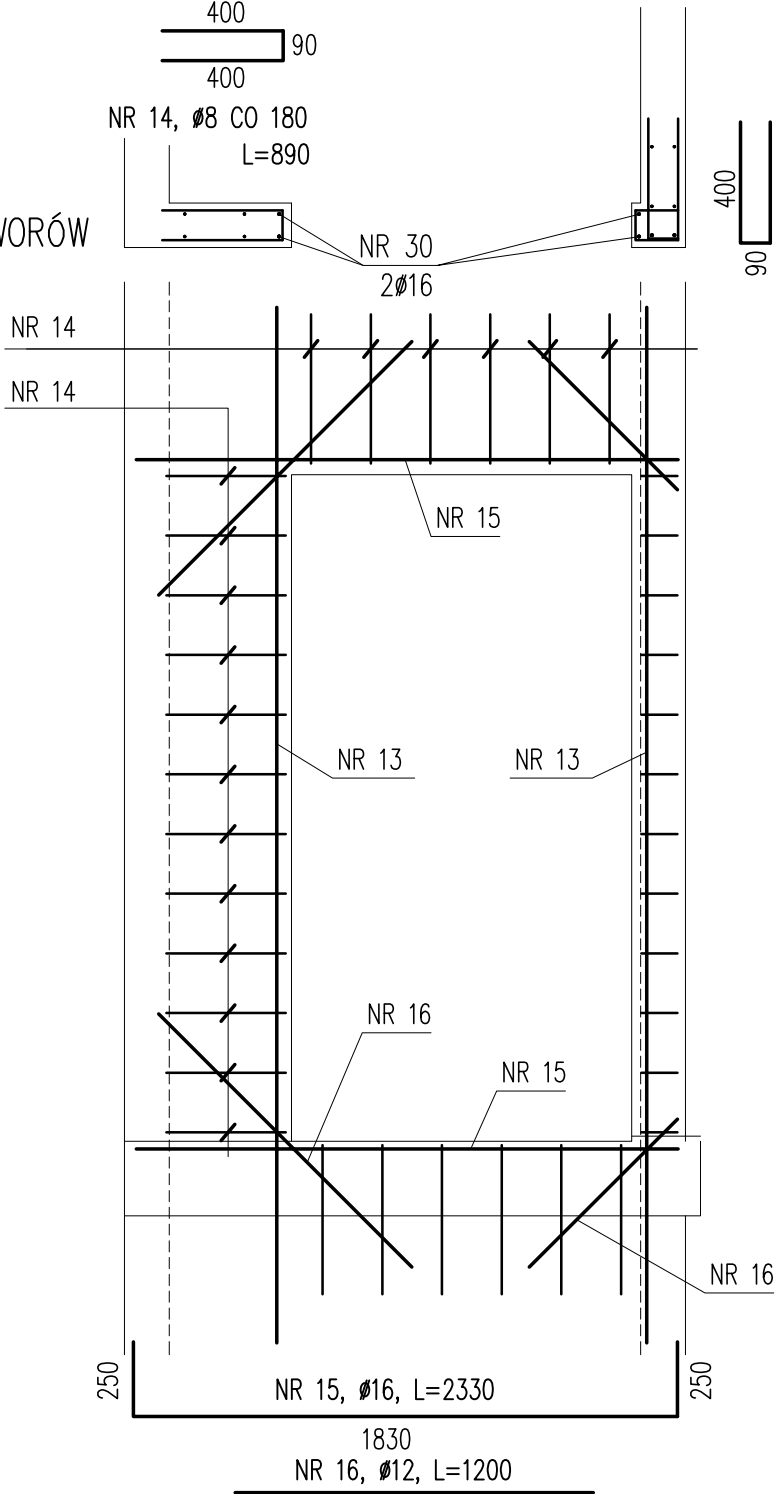 400
90
400
NR 14, ø8 CO 180
L=890
400
90
WORÓW
NR 30
2ø16
NR 14
NR 14
NR 15
NR 13
NR 13
NR 16
NR 15
NR 16
250
NR 15, ø16, L=2330
250
1830
NR 16, ø12, L=1200